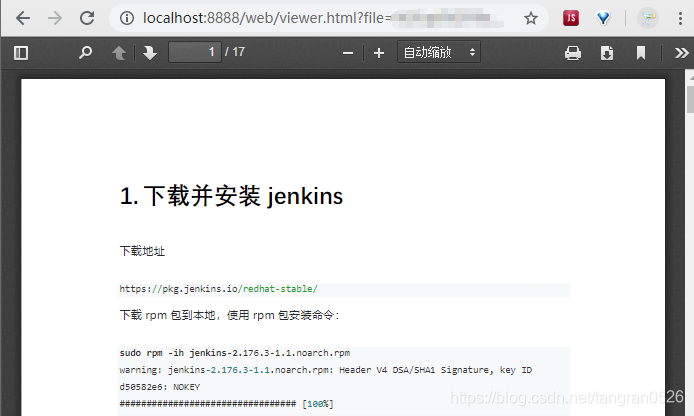 localhost:8888/web/viewer.html?file=
JS
1 / 17
自动缩放
1. 下载并安装 jenkins
下载地址
https://pkg.jenkins.io/redhat-stable/
下载 rpm 包到本地，使用 rpm 包安装命令：
sudo rpm -ih jenkins-2.176.3-1.1.noarch.rpm
warning: jenkins-2.176.3-1.1.noarch.rpm: Header V4 DSA/SHA1 Signature, key ID
d50582e6: NOKEY
################################# [100%]
https://blog.csdn.net/tangran0526